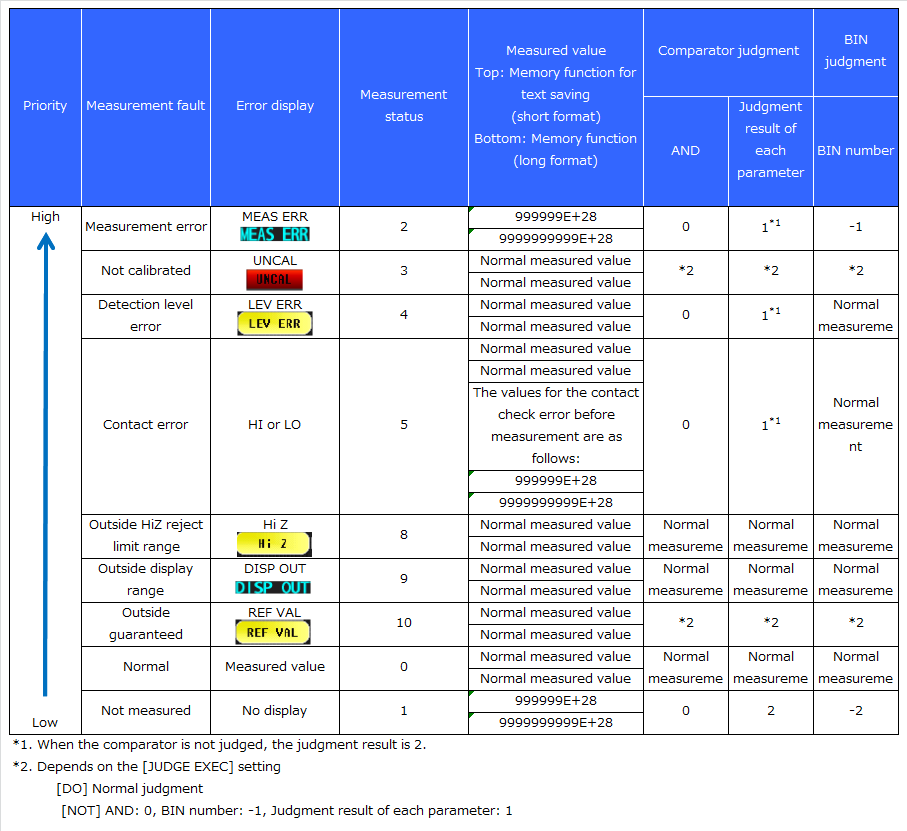 Priority
Measurement fault
Error display
Measurement
status
Measured value
Top: Memory function for
text saving
(short format)
Bottom: Memory function
(long format)
Comparator judgment
BIN
judgment
AND
Judgment
result of
each
parameter
BIN number
High
Measurement error
MEAS ERR
MEAS ERR
2
999999E+28
9999999999E+28
0
1*1
-1
Not calibrated
UNCAL
UNCAL
3
Normal measured value
Normal measured value
*2
*2
*2
Detection level
error
LEV ERR
LEV ERR
4
Normal measured value
Normal measured value
0
1*1
Normal
measureme
Contact error
HI or LO
5
Normal measured value
Normal measured value
The values for the contact
check error before
measurement are as
follows:
999999E+28
9999999999E+28
0
1*1
Normal
measureme
nt
Outside HiZ reject
limit range
Hi Z
Hi Z
8
Normal measured value
Normal measured value
Normal
measureme
Normal
measureme
Normal
measureme
Outside display
range
DISP OUT
DISP OUT
9
Normal measured value
Normal measured value
Normal
measureme
Normal
measureme
Normal
measureme
Outside
guaranteed
REF VAL
REF VAL
10
Normal measured value
Normal measured value
*2
*2
*2
Normal
Measured value
0
Normal measured value
Normal measured value
Normal
measureme
Normal
measureme
Normal
measureme
Low
Not measured
No display
1
999999E+28
9999999999E+28
0
2
-2
*1. When the comparator is not judged, the judgment result is 2.
*2. Depends on the [JUDGE EXEC] setting
[DO] Normal judgment
[NOT] AND: 0, BIN number: -1, Judgment result of each parameter: 1